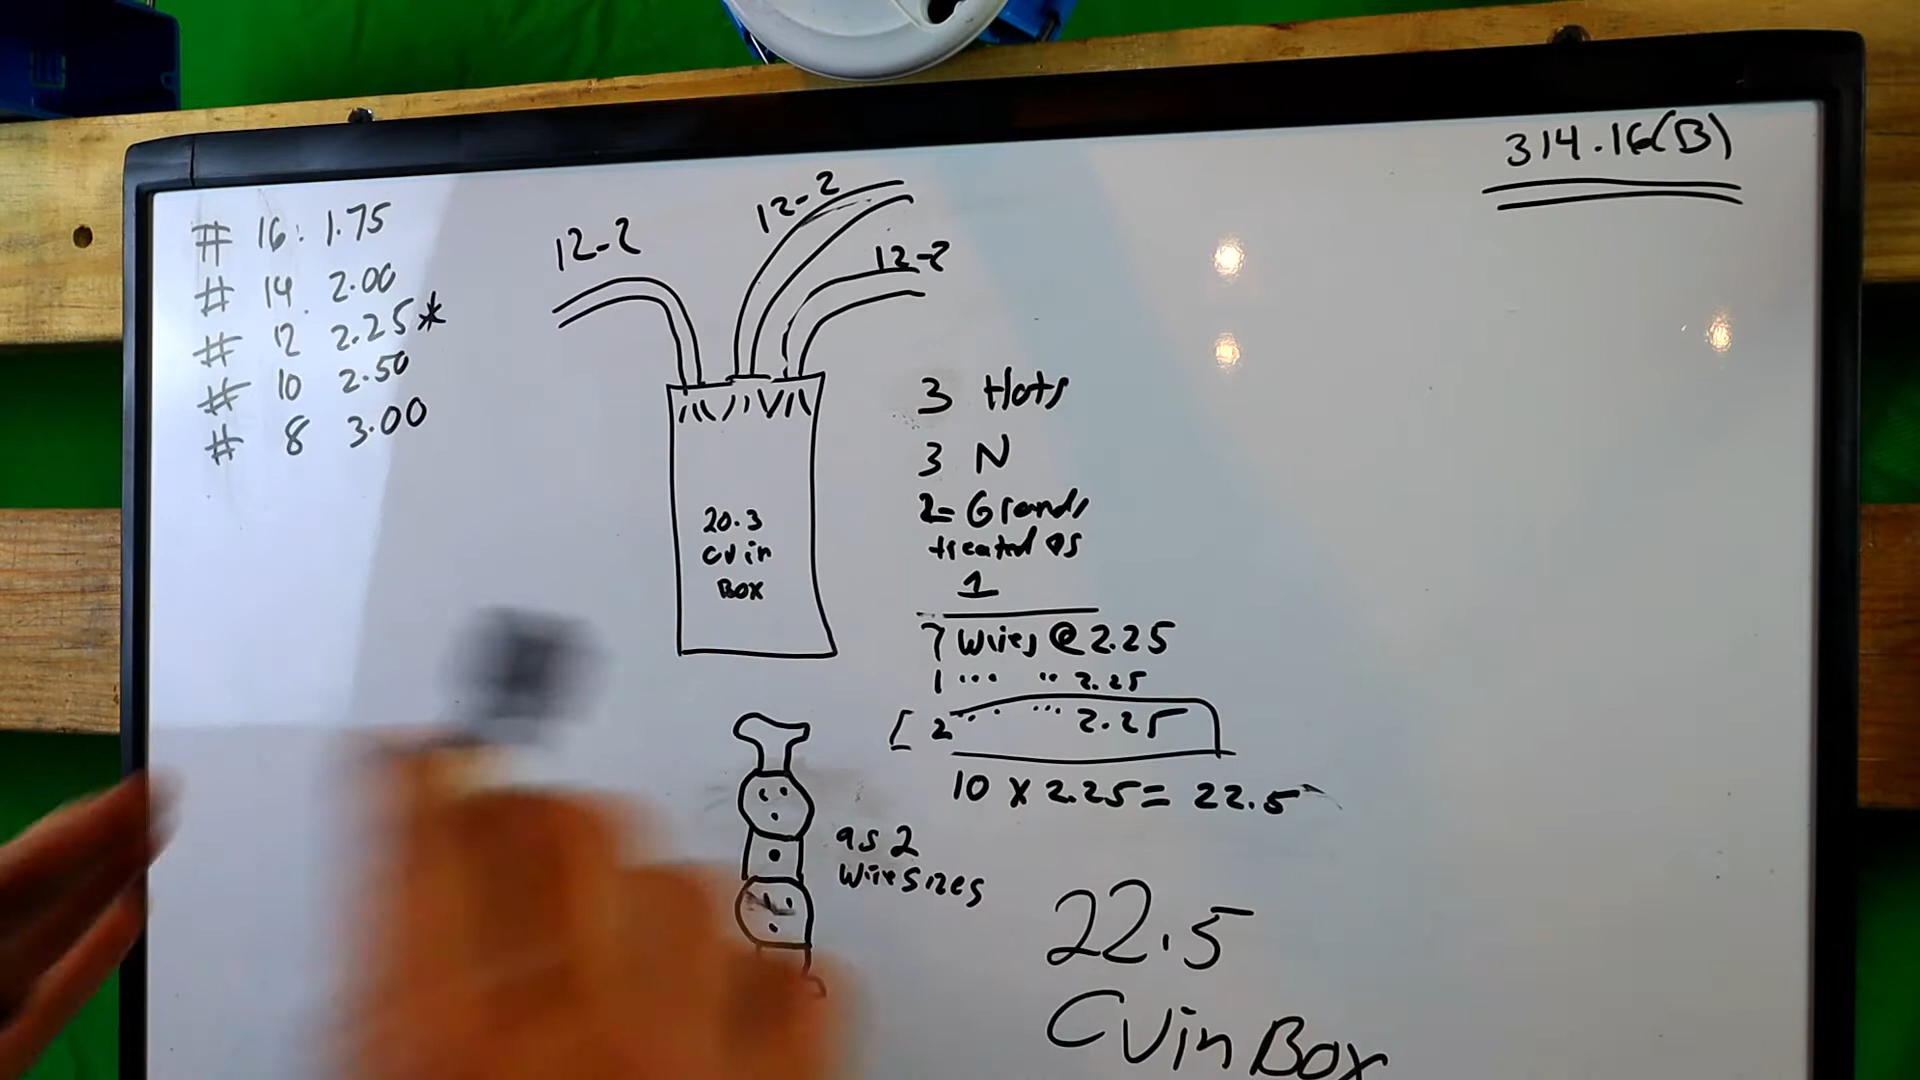 314.16(B)
# 16: 1.75
# 14 2.00
# 12 2.25*
# 10 2.50
# 8 3.00
12-2
12-2
12-2
20.3
CU in
BOX
3 Hots
3 N
2= Grands
treated as
1
7 Wires @ 2.25
1 ... .. 2.25
[ 2 ... ... 2.25
10 x 2.25 = 22.5
as 2
Wire sizes
22.5
CU in Box